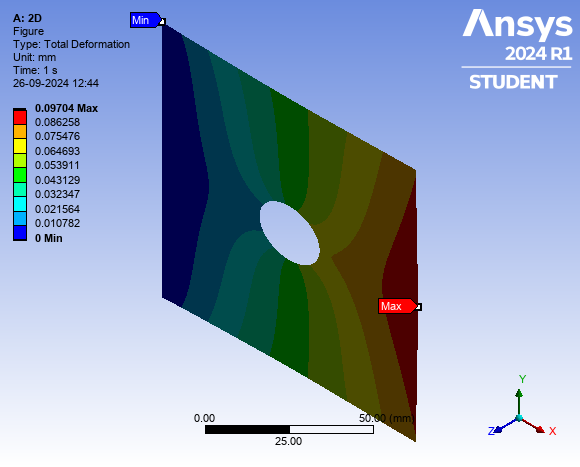 A: 2D
Figure
Type: Total Deformation
Unit: mm
Time: 1 s
26-09-2024 12:44
0.09704 Max
0.086258
0.075476
0.064693
0.053911
0.043129
0.032347
0.021564
0.010782
0 Min
Min
Ansys
2024 R1
STUDENT
Max
0.00
50.00 (mm)
25.00
Y
Z
X